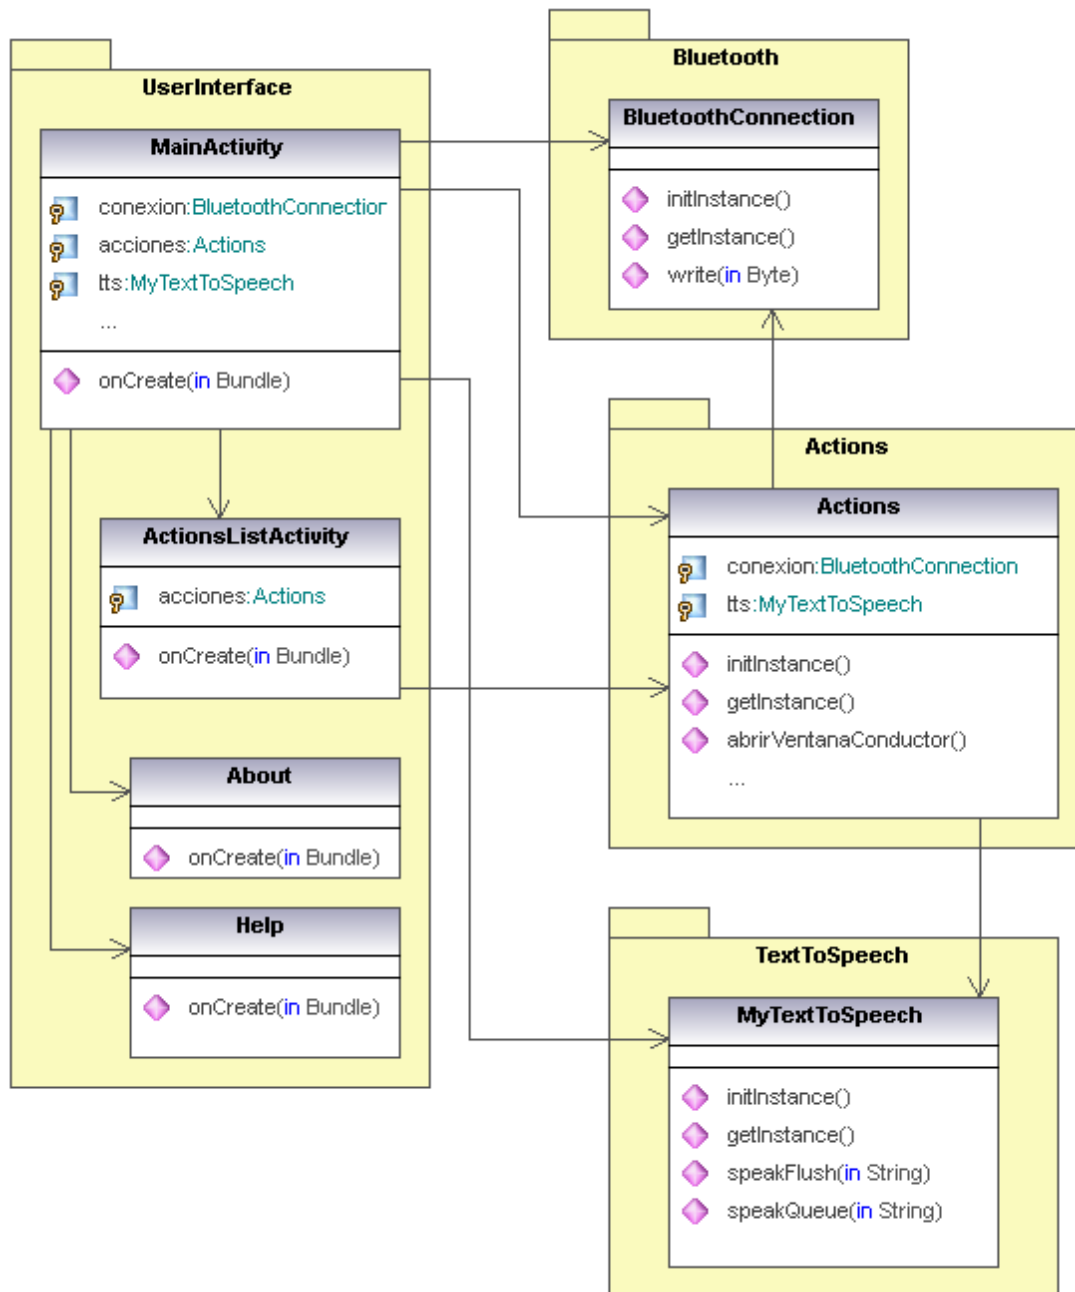 UserInterface
MainActivity
conexion:BluetoothConnection
acciones:Actions
tts:MyTextToSpeech
...
onCreate(in Bundle)
ActionsListActivity
acciones:Actions
onCreate(in Bundle)
About
onCreate(in Bundle)
Help
onCreate(in Bundle)
Bluetooth
BluetoothConnection
initInstance()
getInstance()
write(in Byte)
Actions
Actions
conexion:BluetoothConnection
tts:MyTextToSpeech
initInstance()
getInstance()
abrirVentanaConductor()
...
TextToSpeech
MyTextToSpeech
initInstance()
getInstance()
speakFlush(in String)
speakQueue(in String)